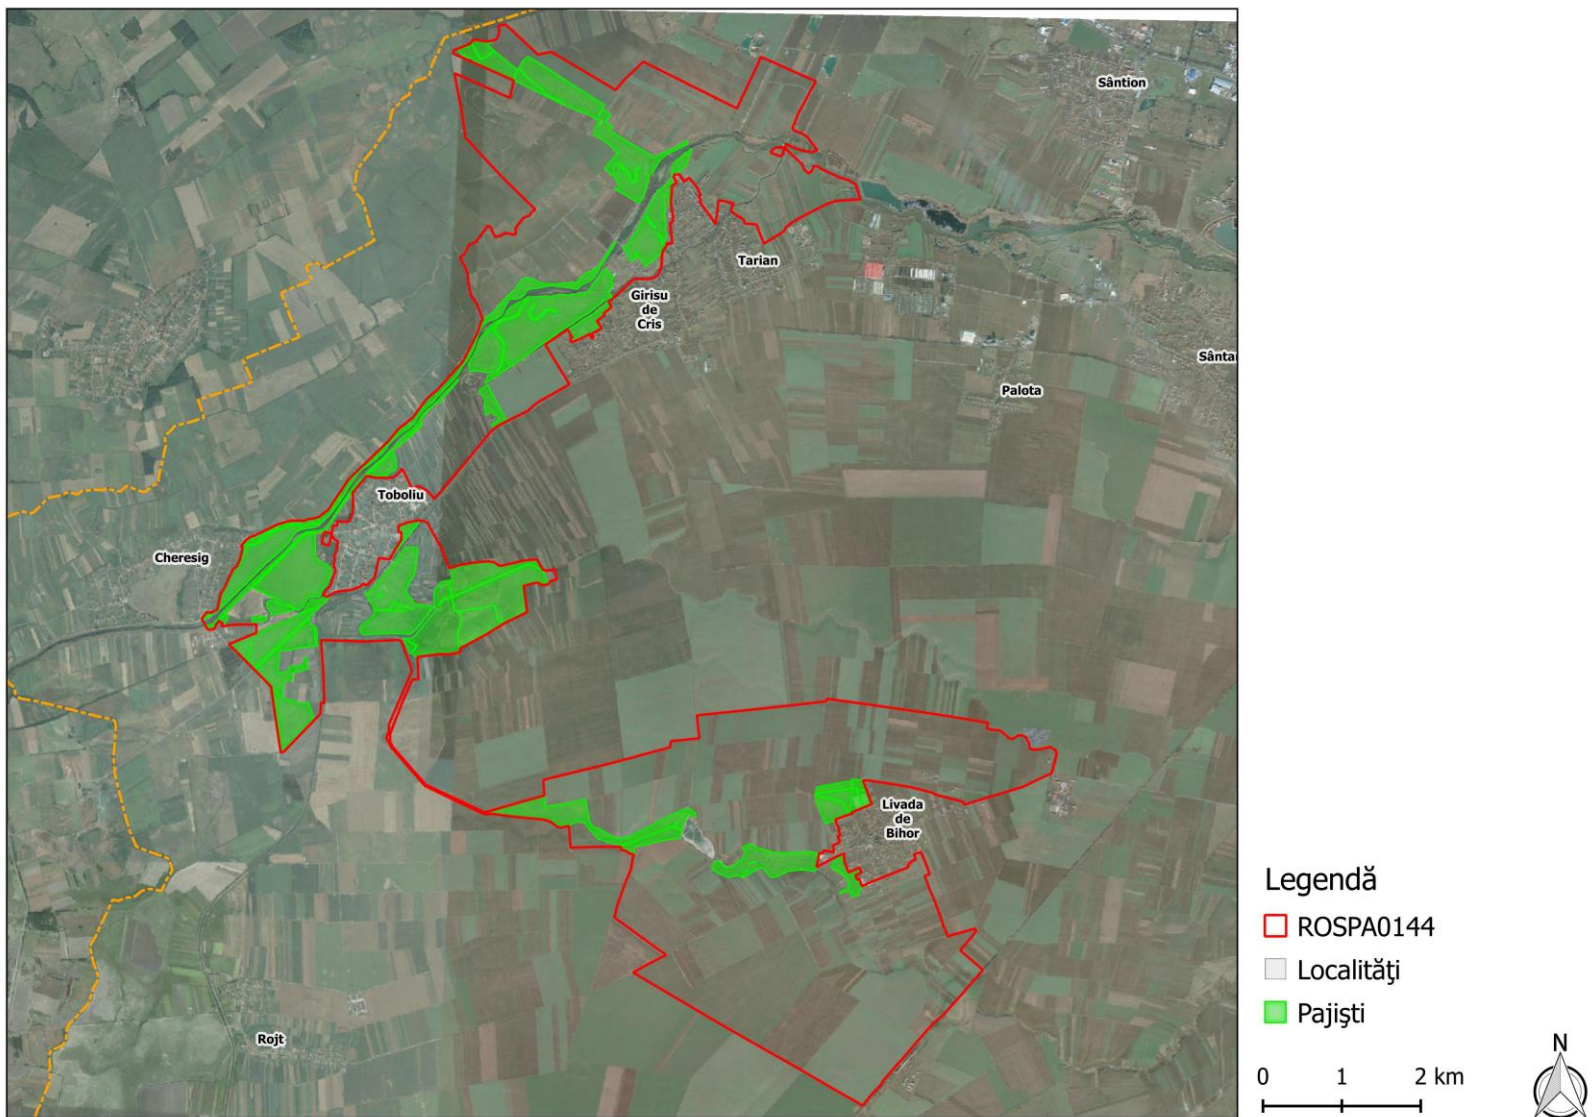 Sântion
Tarian
Girisu
de
Cris
Palota
Toboliu
Cheresig
Livada
de
Bihor
Rojt
Legendă
ROSPA0144
Localităţi
Pajişti
0 1 2 km
N